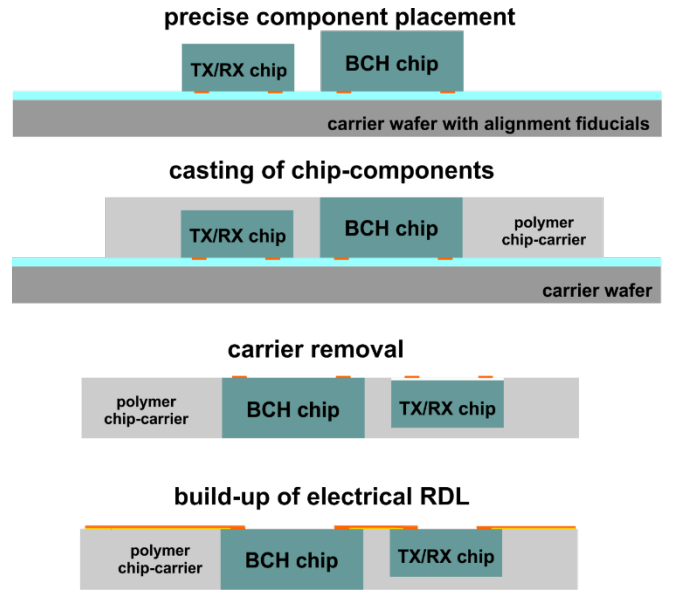 precise component placement
TX/RX chip
BCH chip
carrier wafer with alignment fiducials
casting of chip-components
TX/RX chip
BCH chip
polymer
chip-carrier
carrier wafer
carrier removal
polymer
chip-carrier
BCH chip
TX/RX chip
build-up of electrical RDL
polymer
chip-carrier
BCH chip
TX/RX chip